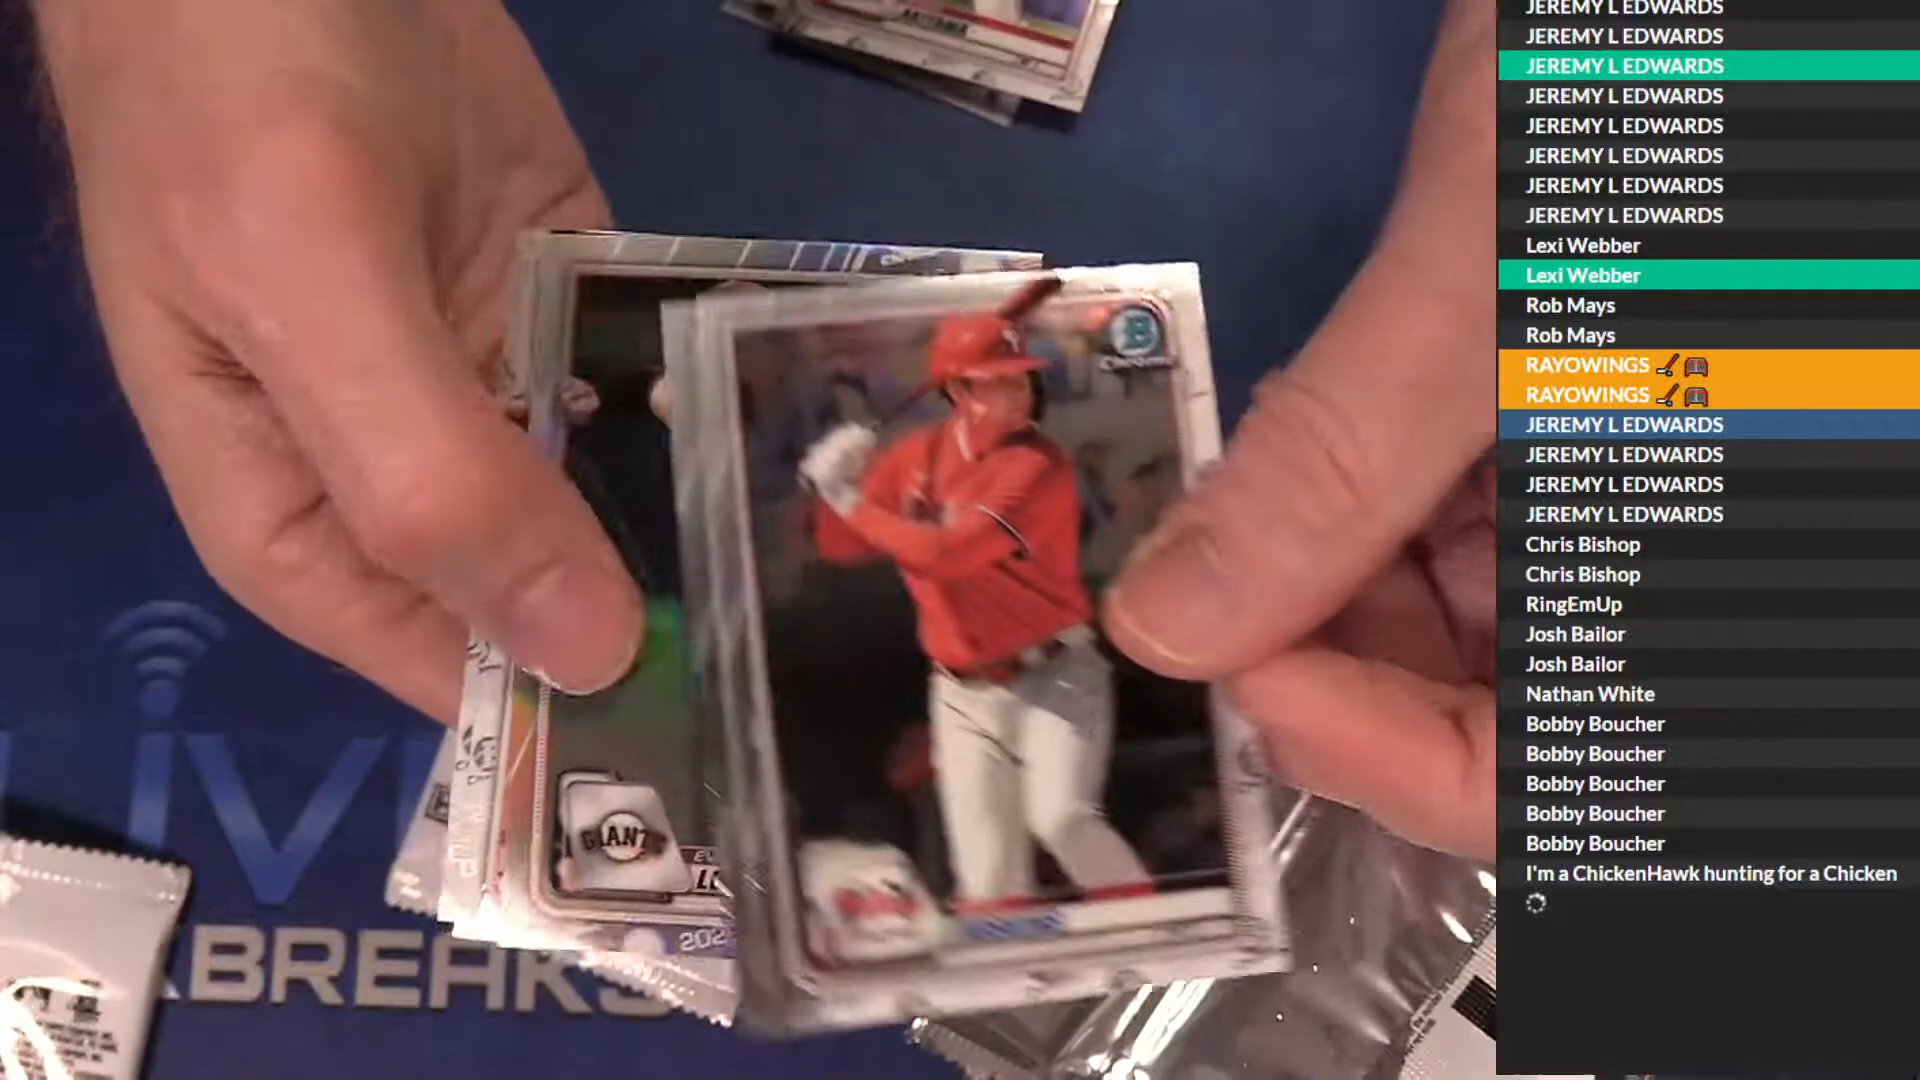 JEREMY L EDWARDS
JEREMY L EDWARDS
JEREMY L EDWARDS
JEREMY L EDWARDS
JEREMY L EDWARDS
JEREMY L EDWARDS
JEREMY L EDWARDS
JEREMY L EDWARDS
Lexi Webber
Lexi Webber
Rob Mays
Rob Mays
RAYOWINGS
RAYOWINGS
JEREMY L EDWARDS
JEREMY L EDWARDS
JEREMY L EDWARDS
JEREMY L EDWARDS
Chris Bishop
Chris Bishop
RingEmUp
Josh Bailor
Josh Bailor
Nathan White
Bobby Boucher
Bobby Boucher
Bobby Boucher
Bobby Boucher
Bobby Boucher
I'm a ChickenHawk hunting for a Chicken
B
GIANTS
BREAKS